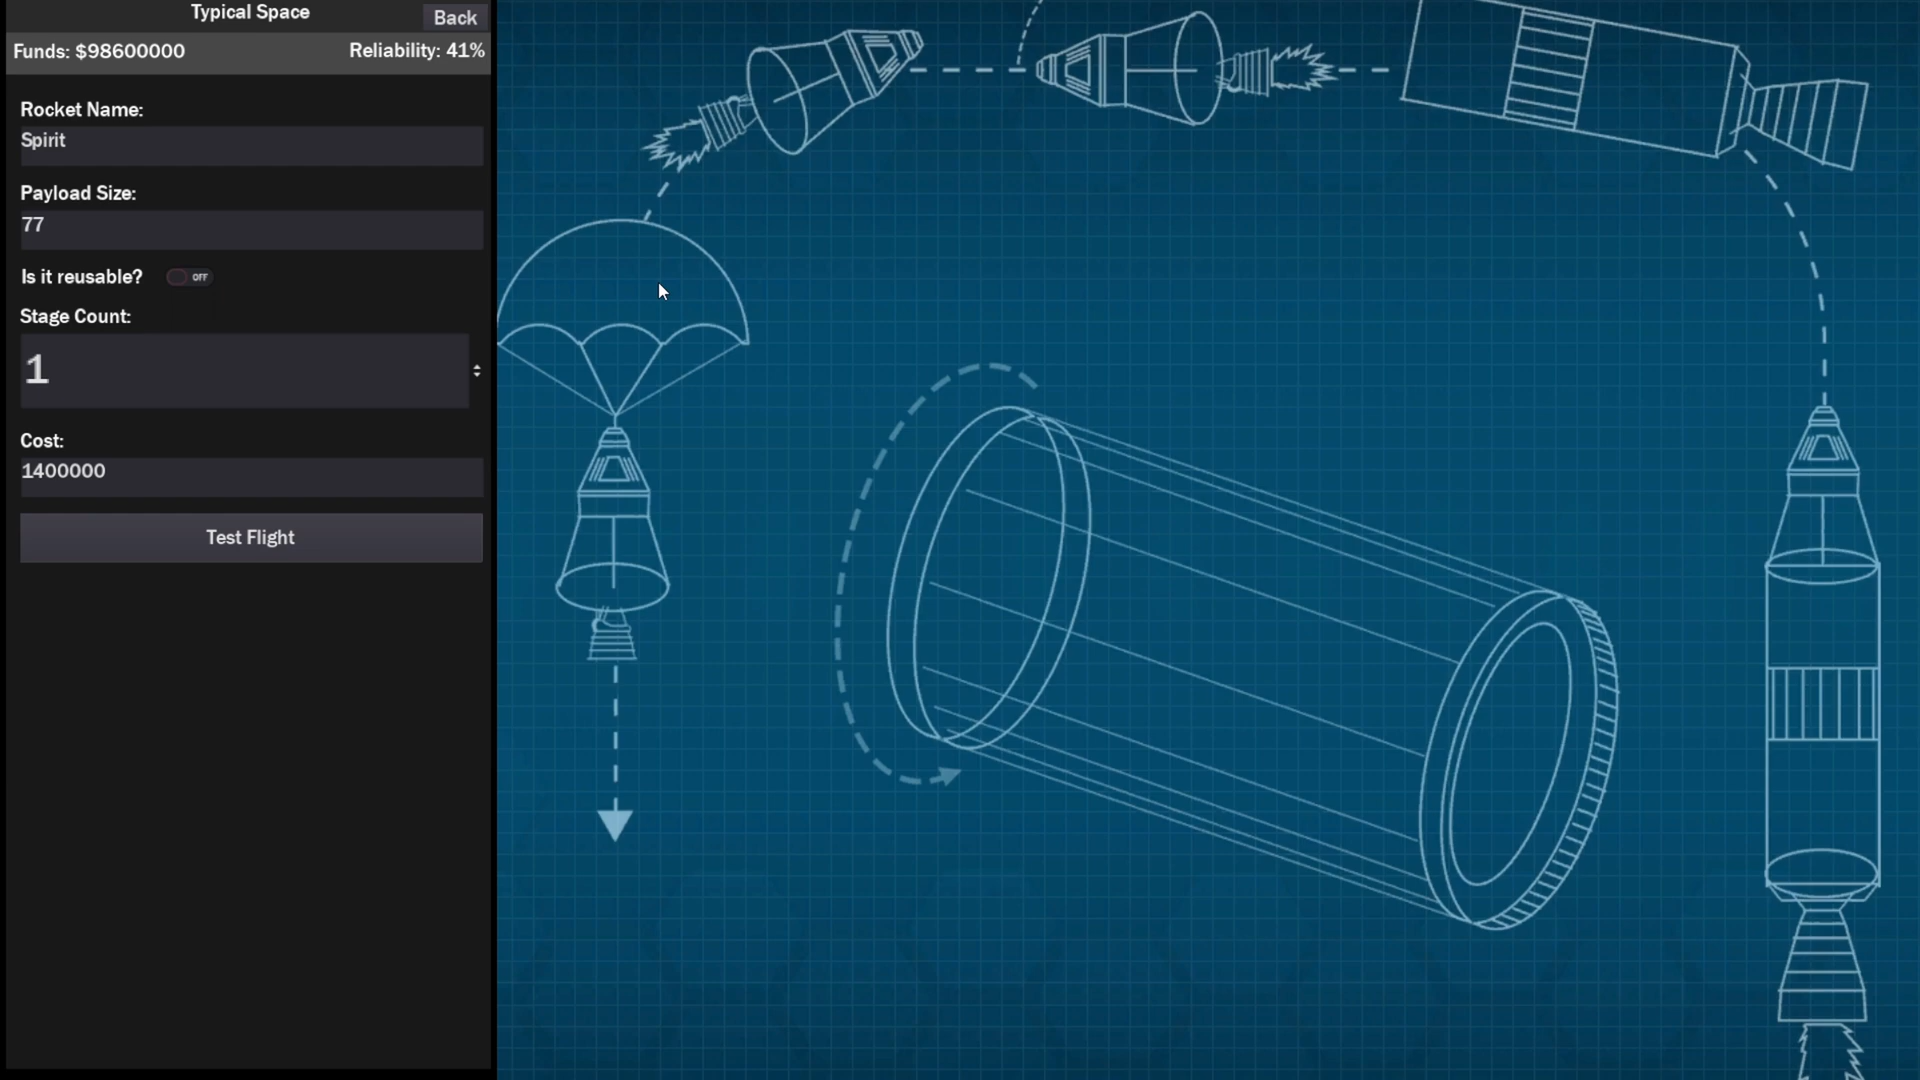 Typical Space
Back
Funds: $98600000
Reliability: 41%
Rocket Name:
Spirit
Payload Size:
77
Is it reusable?
OFF
Stage Count:
1
Cost:
1400000
Test Flight